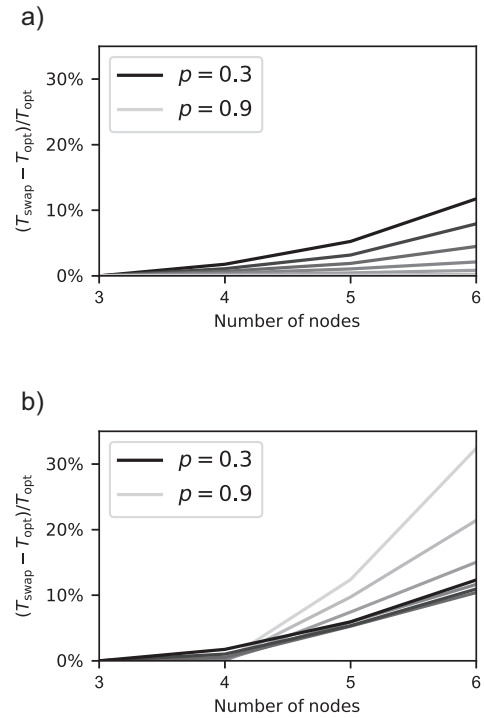 a)
30%
20%
10%
0%
(T_swap − T_opt)/T_opt
p = 0.3
p = 0.9
3 4 5 6
Number of nodes
b)
30%
20%
10%
0%
(T_swap − T_opt)/T_opt
p = 0.3
p = 0.9
3 4 5 6
Number of nodes